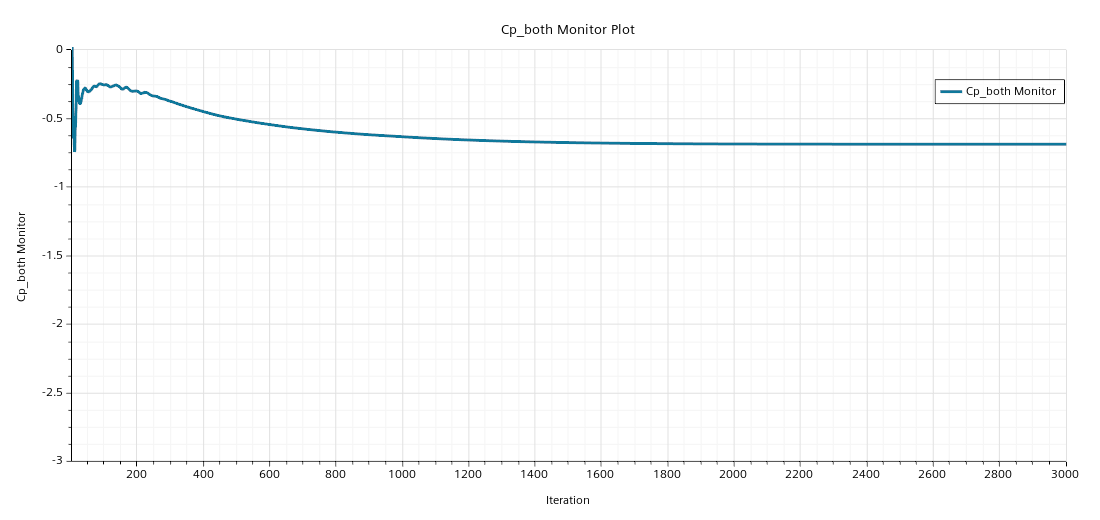 Cp_both Monitor Plot
Cp_both Monitor
0
-0.5
-1
-1.5
-2
-2.5
-3
Cp_both Monitor
200 400 600 800 1000 1200 1400 1600 1800 2000 2200 2400 2600 2800 3000
Iteration